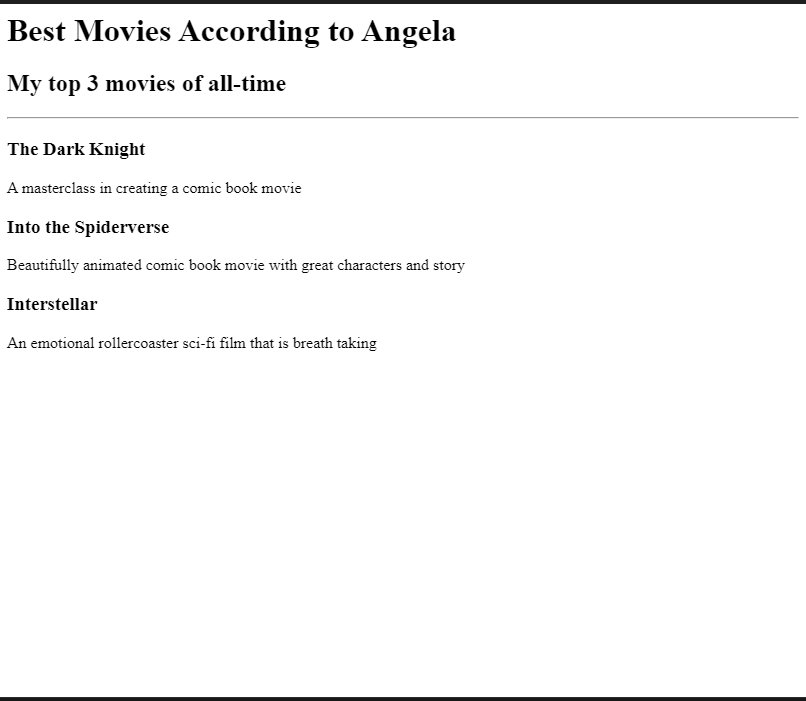 Best Movies According to Angela
My top 3 movies of all-time
The Dark Knight
A masterclass in creating a comic book movie
Into the Spiderverse
Beautifully animated comic book movie with great characters and story
Interstellar
An emotional rollercoaster sci-fi film that is breath taking